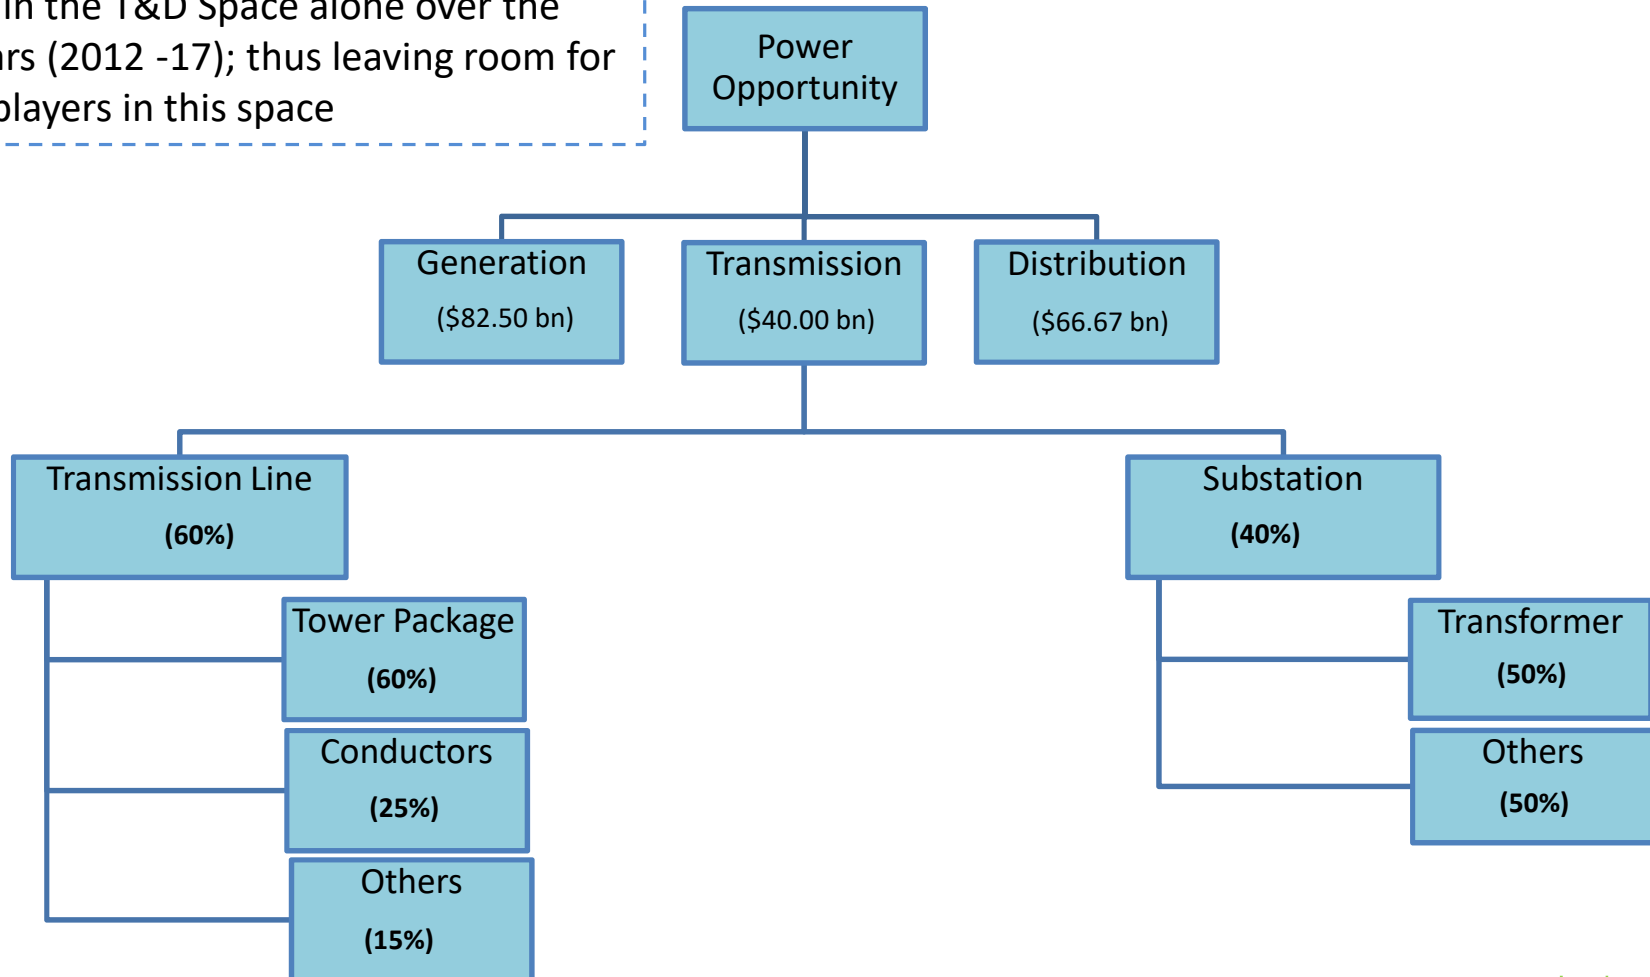 in the T&D Space alone over the
(2012 -17); thus leaving room for
players in this space
Power
Opportunity
Generation
($82.50 bn)
Transmission
($40.00 bn)
Distribution
($66.67 bn)
Transmission Line
(60%)
Substation
(40%)
Tower Package
(60%)
Conductors
(25%)
Others
(15%)
Transformer
(50%)
Others
(50%)